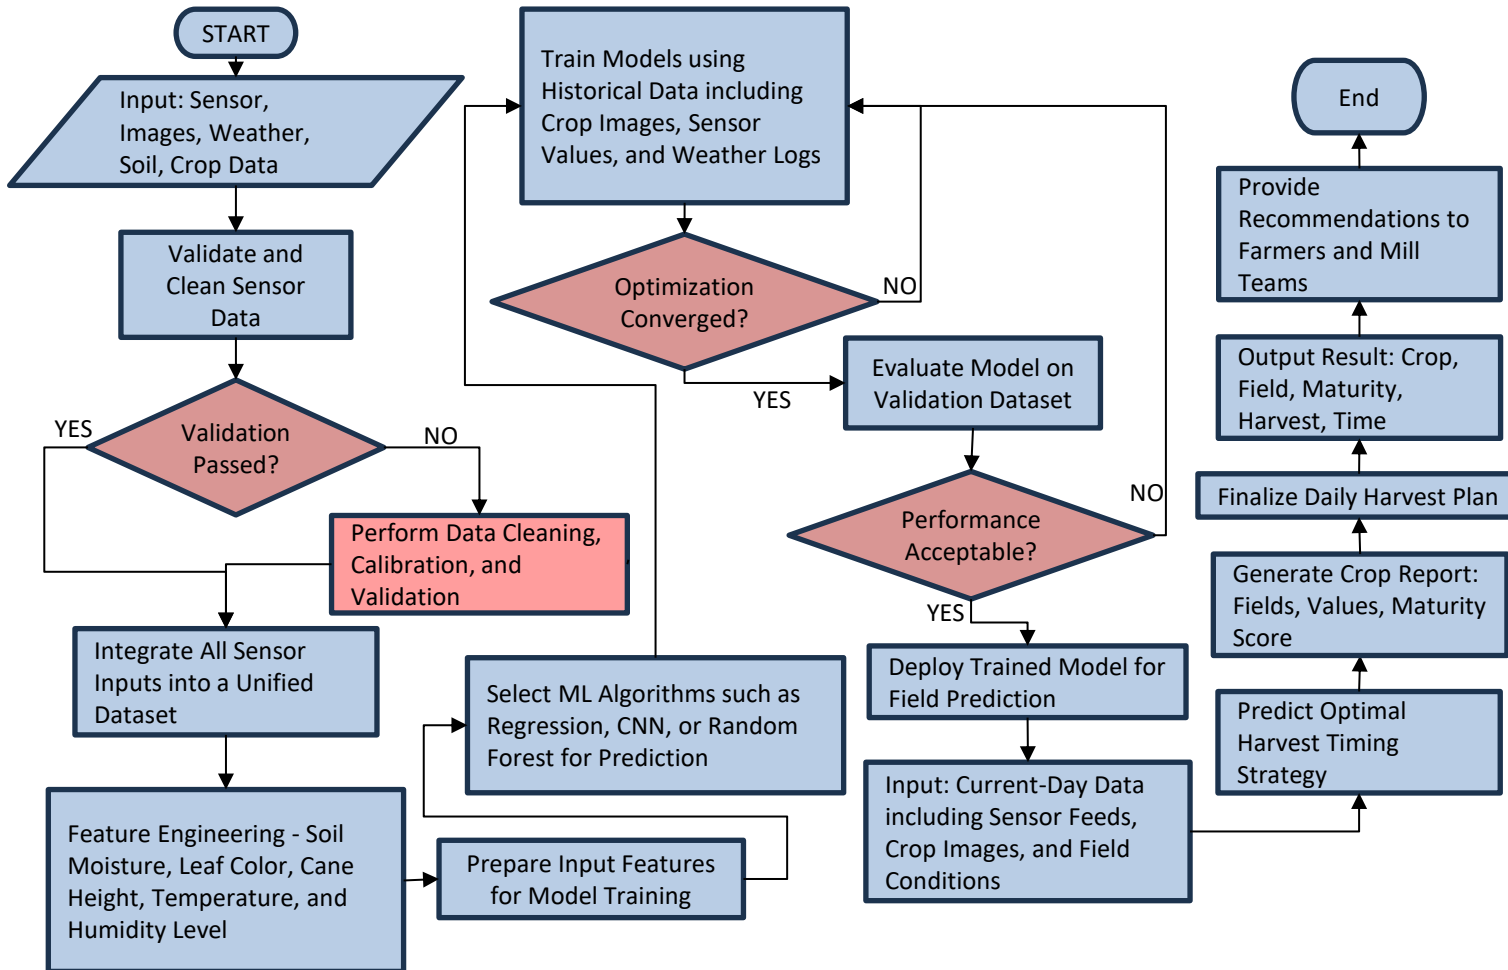 START
Input: Sensor,
Images, Weather,
Soil, Crop Data
Validate and
Clean Sensor
Data
Validation
Passed?
YES
NO
Perform Data Cleaning,
Calibration, and
Validation
Integrate All Sensor
Inputs into a Unified
Dataset
Feature Engineering - Soil
Moisture, Leaf Color, Cane
Height, Temperature, and
Humidity Level
Prepare Input Features
for Model Training
Select ML Algorithms such as
Regression, CNN, or Random
Forest for Prediction
Train Models using
Historical Data including
Crop Images, Sensor
Values, and Weather Logs
Optimization
Converged?
NO
YES
Evaluate Model on
Validation Dataset
Performance
Acceptable?
NO
YES
Deploy Trained Model for
Field Prediction
Input: Current-Day Data
including Sensor Feeds,
Crop Images, and Field
Conditions
Predict Optimal
Harvest Timing
Strategy
Generate Crop Report:
Fields, Values, Maturity
Score
Finalize Daily Harvest Plan
Output Result: Crop,
Field, Maturity,
Harvest, Time
Provide
Recommendations to
Farmers and Mill
Teams
End